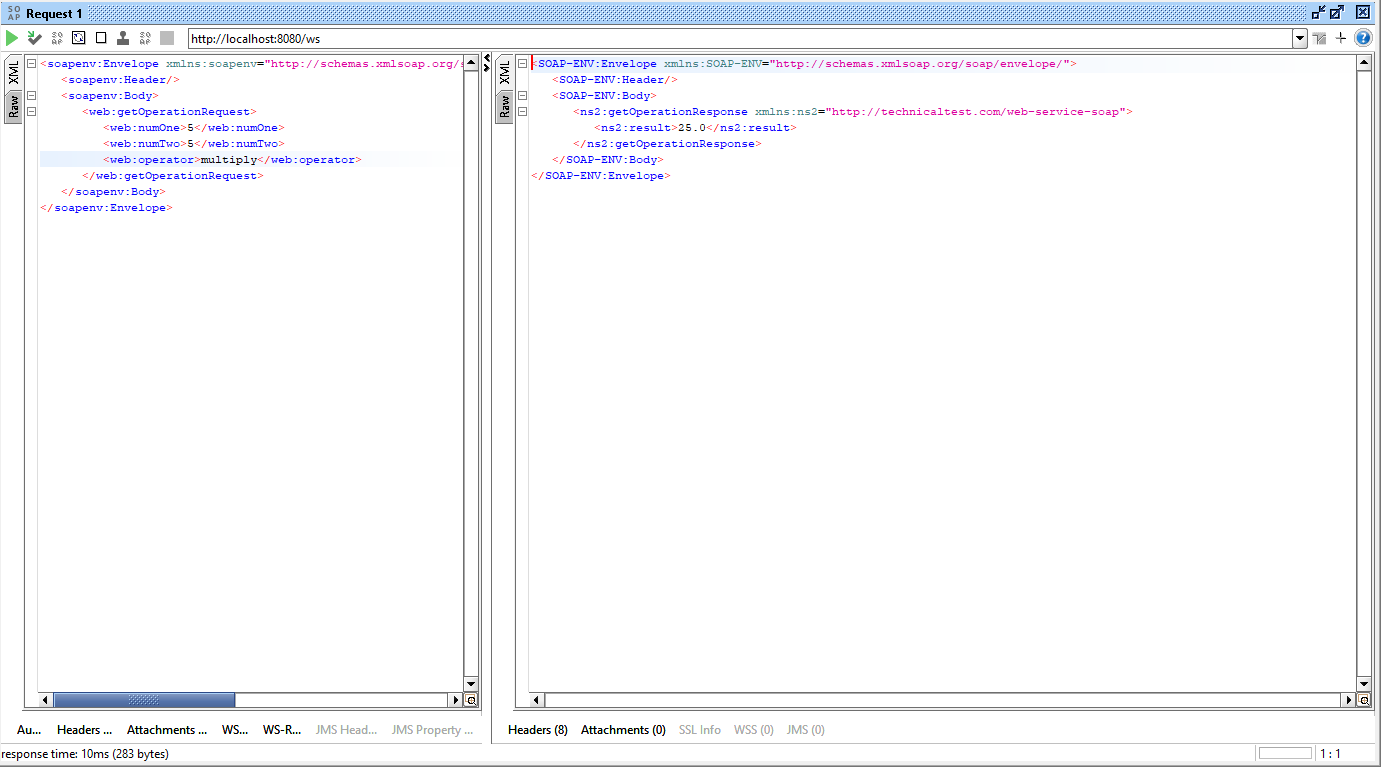 SO
AP
Request 1
SO
AP
SO
AP
http://localhost:8080/ws
XML
Raw
<soapenv:Envelope xmlns:soapenv="http://schemas.xmlsoap.org/s
<soapenv:Header/>
<soapenv:Body>
<web:getOperationRequest>
<web:numOne>5</web:numOne>
<web:numTwo>5</web:numTwo>
<web:operator>multiply</web:operator>
</web:getOperationRequest>
</soapenv:Body>
</soapenv:Envelope>
XML
Raw
<SOAP-ENV:Envelope xmlns:SOAP-ENV="http://schemas.xmlsoap.org/soap/envelope/">
<SOAP-ENV:Header/>
<SOAP-ENV:Body>
<ns2:getOperationResponse xmlns:ns2="http://technicaltest.com/web-service-soap">
<ns2:result>25.0</ns2:result>
</ns2:getOperationResponse>
</SOAP-ENV:Body>
</SOAP-ENV:Envelope>
Au... Headers ... Attachments ... WS... WS-R... JMS Head... JMS Property ...
Headers (8) Attachments (0) SSL Info WSS (0) JMS (0)
response time: 10ms (283 bytes)
1 : 1